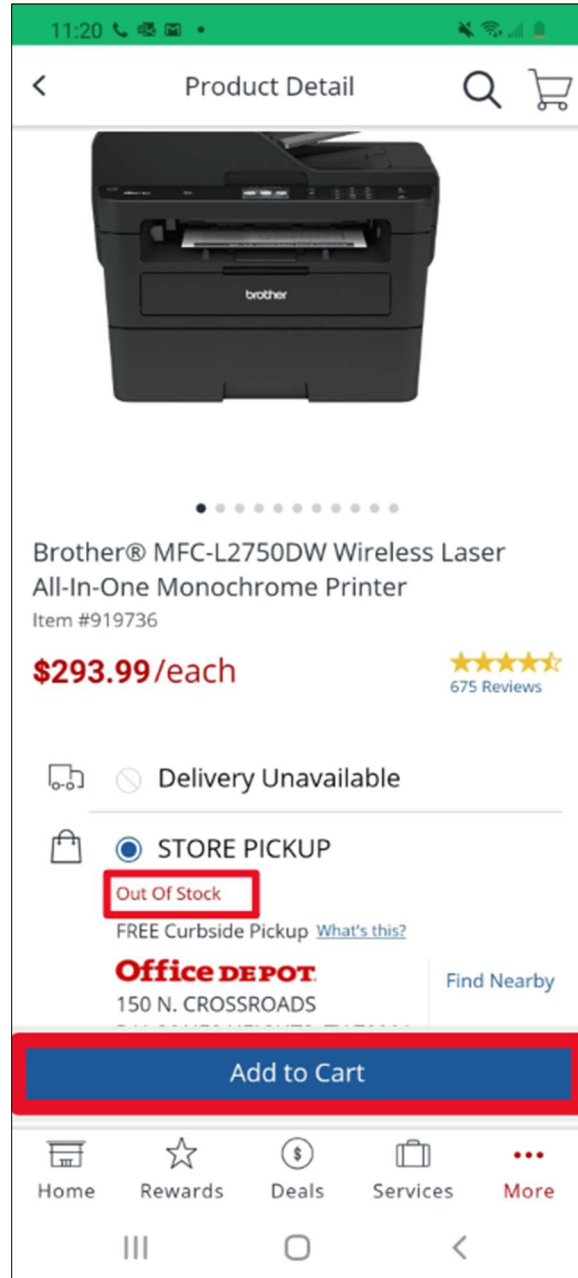 11:20
Product Detail
brother
Brother® MFC-L2750DW Wireless Laser
All-In-One Monochrome Printer
Item #919736
$293.99/each
675 Reviews
Delivery Unavailable
STORE PICKUP
Out Of Stock
FREE Curbside Pickup What's this?
Office DEPOT
150 N. CROSSROADS
Find Nearby
Add to Cart
Home Rewards Deals Services More